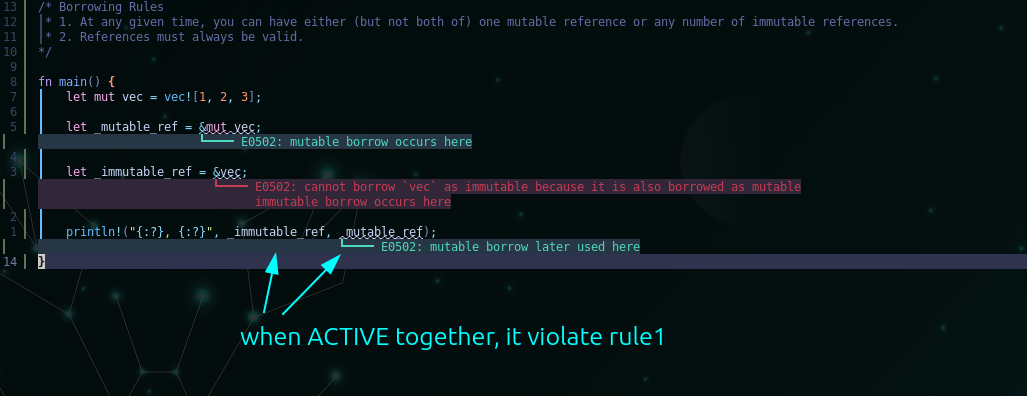 13 /* Borrowing Rules
12 |* 1. At any given time, you can have either (but not both of) one mutable reference or any number of immutable references.
11 |* 2. References must always be valid.
10 */
9
8 fn main() {
7     let mut vec = vec![1, 2, 3];
6
5     let _mutable_ref = &mut vec;
E0502: mutable borrow occurs here
4
3     let _immutable_ref = &vec;
E0502: cannot borrow `vec` as immutable because it is also borrowed as mutable
immutable borrow occurs here
2
1     println!("{:?}, {:?}", _immutable_ref, _mutable_ref);
E0502: mutable borrow later used here
14 }
when ACTIVE together, it violate rule1